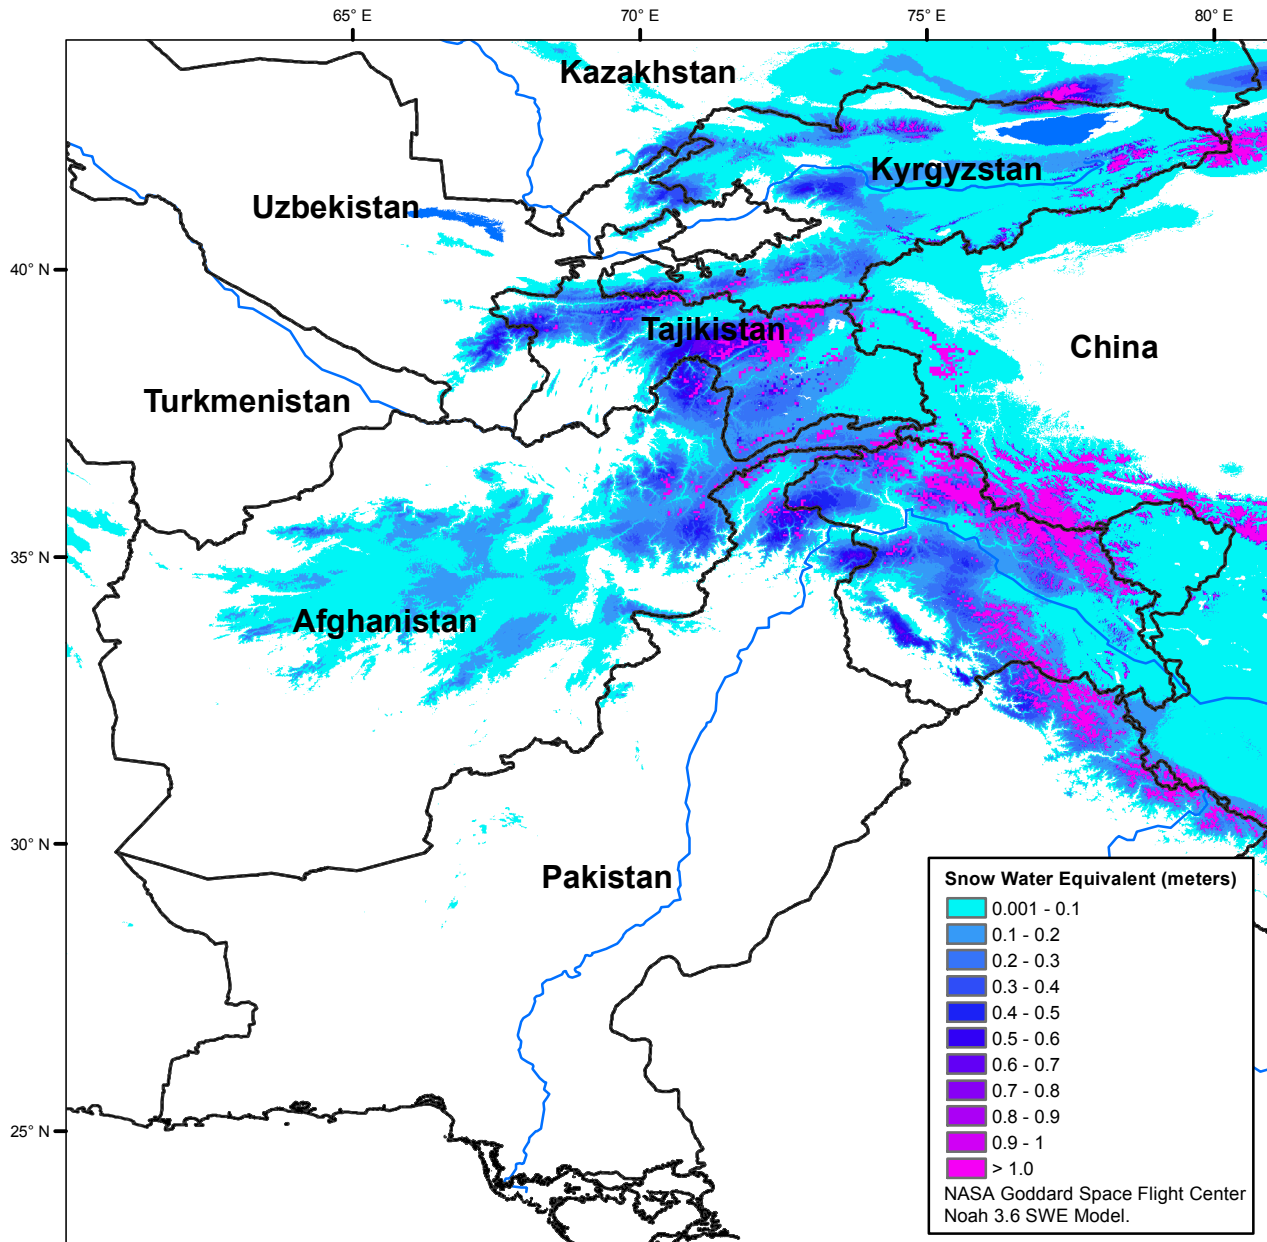 65° E
70° E
75° E
80° E
Kazakhstan
Kyrgyzstan
Uzbekistan
40° N
Tajikistan
China
Turkmenistan
35° N
Afghanistan
30° N
Pakistan
25° N
Snow Water Equivalent (meters)
0.001 - 0.1
0.1 - 0.2
0.2 - 0.3
0.3 - 0.4
0.4 - 0.5
0.5 - 0.6
0.6 - 0.7
0.7 - 0.8
0.8 - 0.9
0.9 - 1
> 1.0
NASA Goddard Space Flight Center
Noah 3.6 SWE Model.